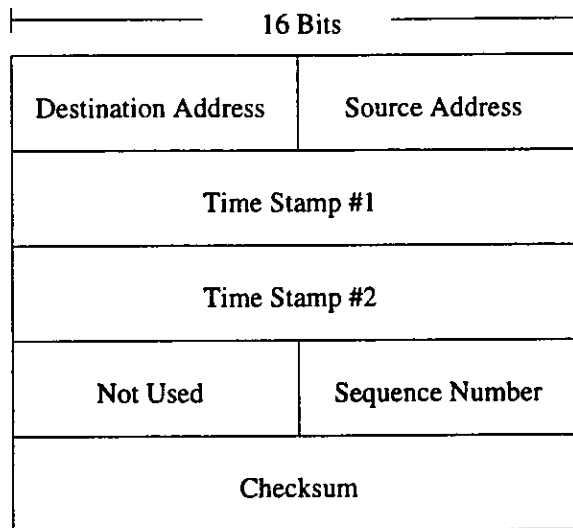 16 Bits
Destination Address
Source Address
Time Stamp #1
Time Stamp #2
Not Used
Sequence Number
Checksum